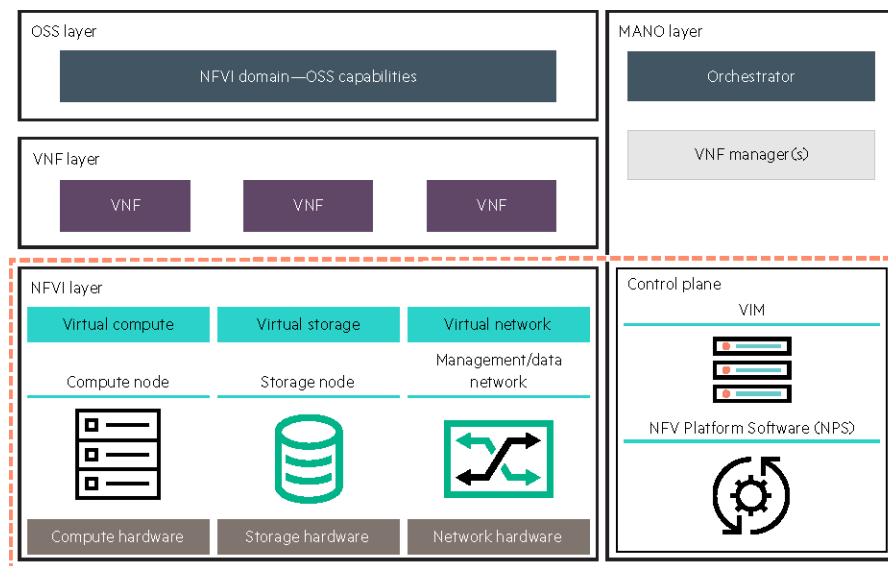 OSS layer
NFVI domain—OSS capabilities
MANO layer
Orchestrator
VNF manager(s)
VNF layer
VNF
VNF
VNF
NFVI layer
Virtual compute
Virtual storage
Virtual network
Compute node
Storage node
Management/data
network
Compute hardware
Storage hardware
Network hardware
Control plane
VIM
NFV Platform Software (NPS)